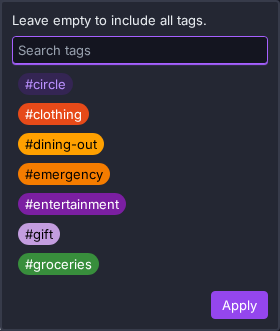 Leave empty to include all tags.
Search tags
#circle
#clothing
#dining-out
#emergency
#entertainment
#gift
#groceries
Apply